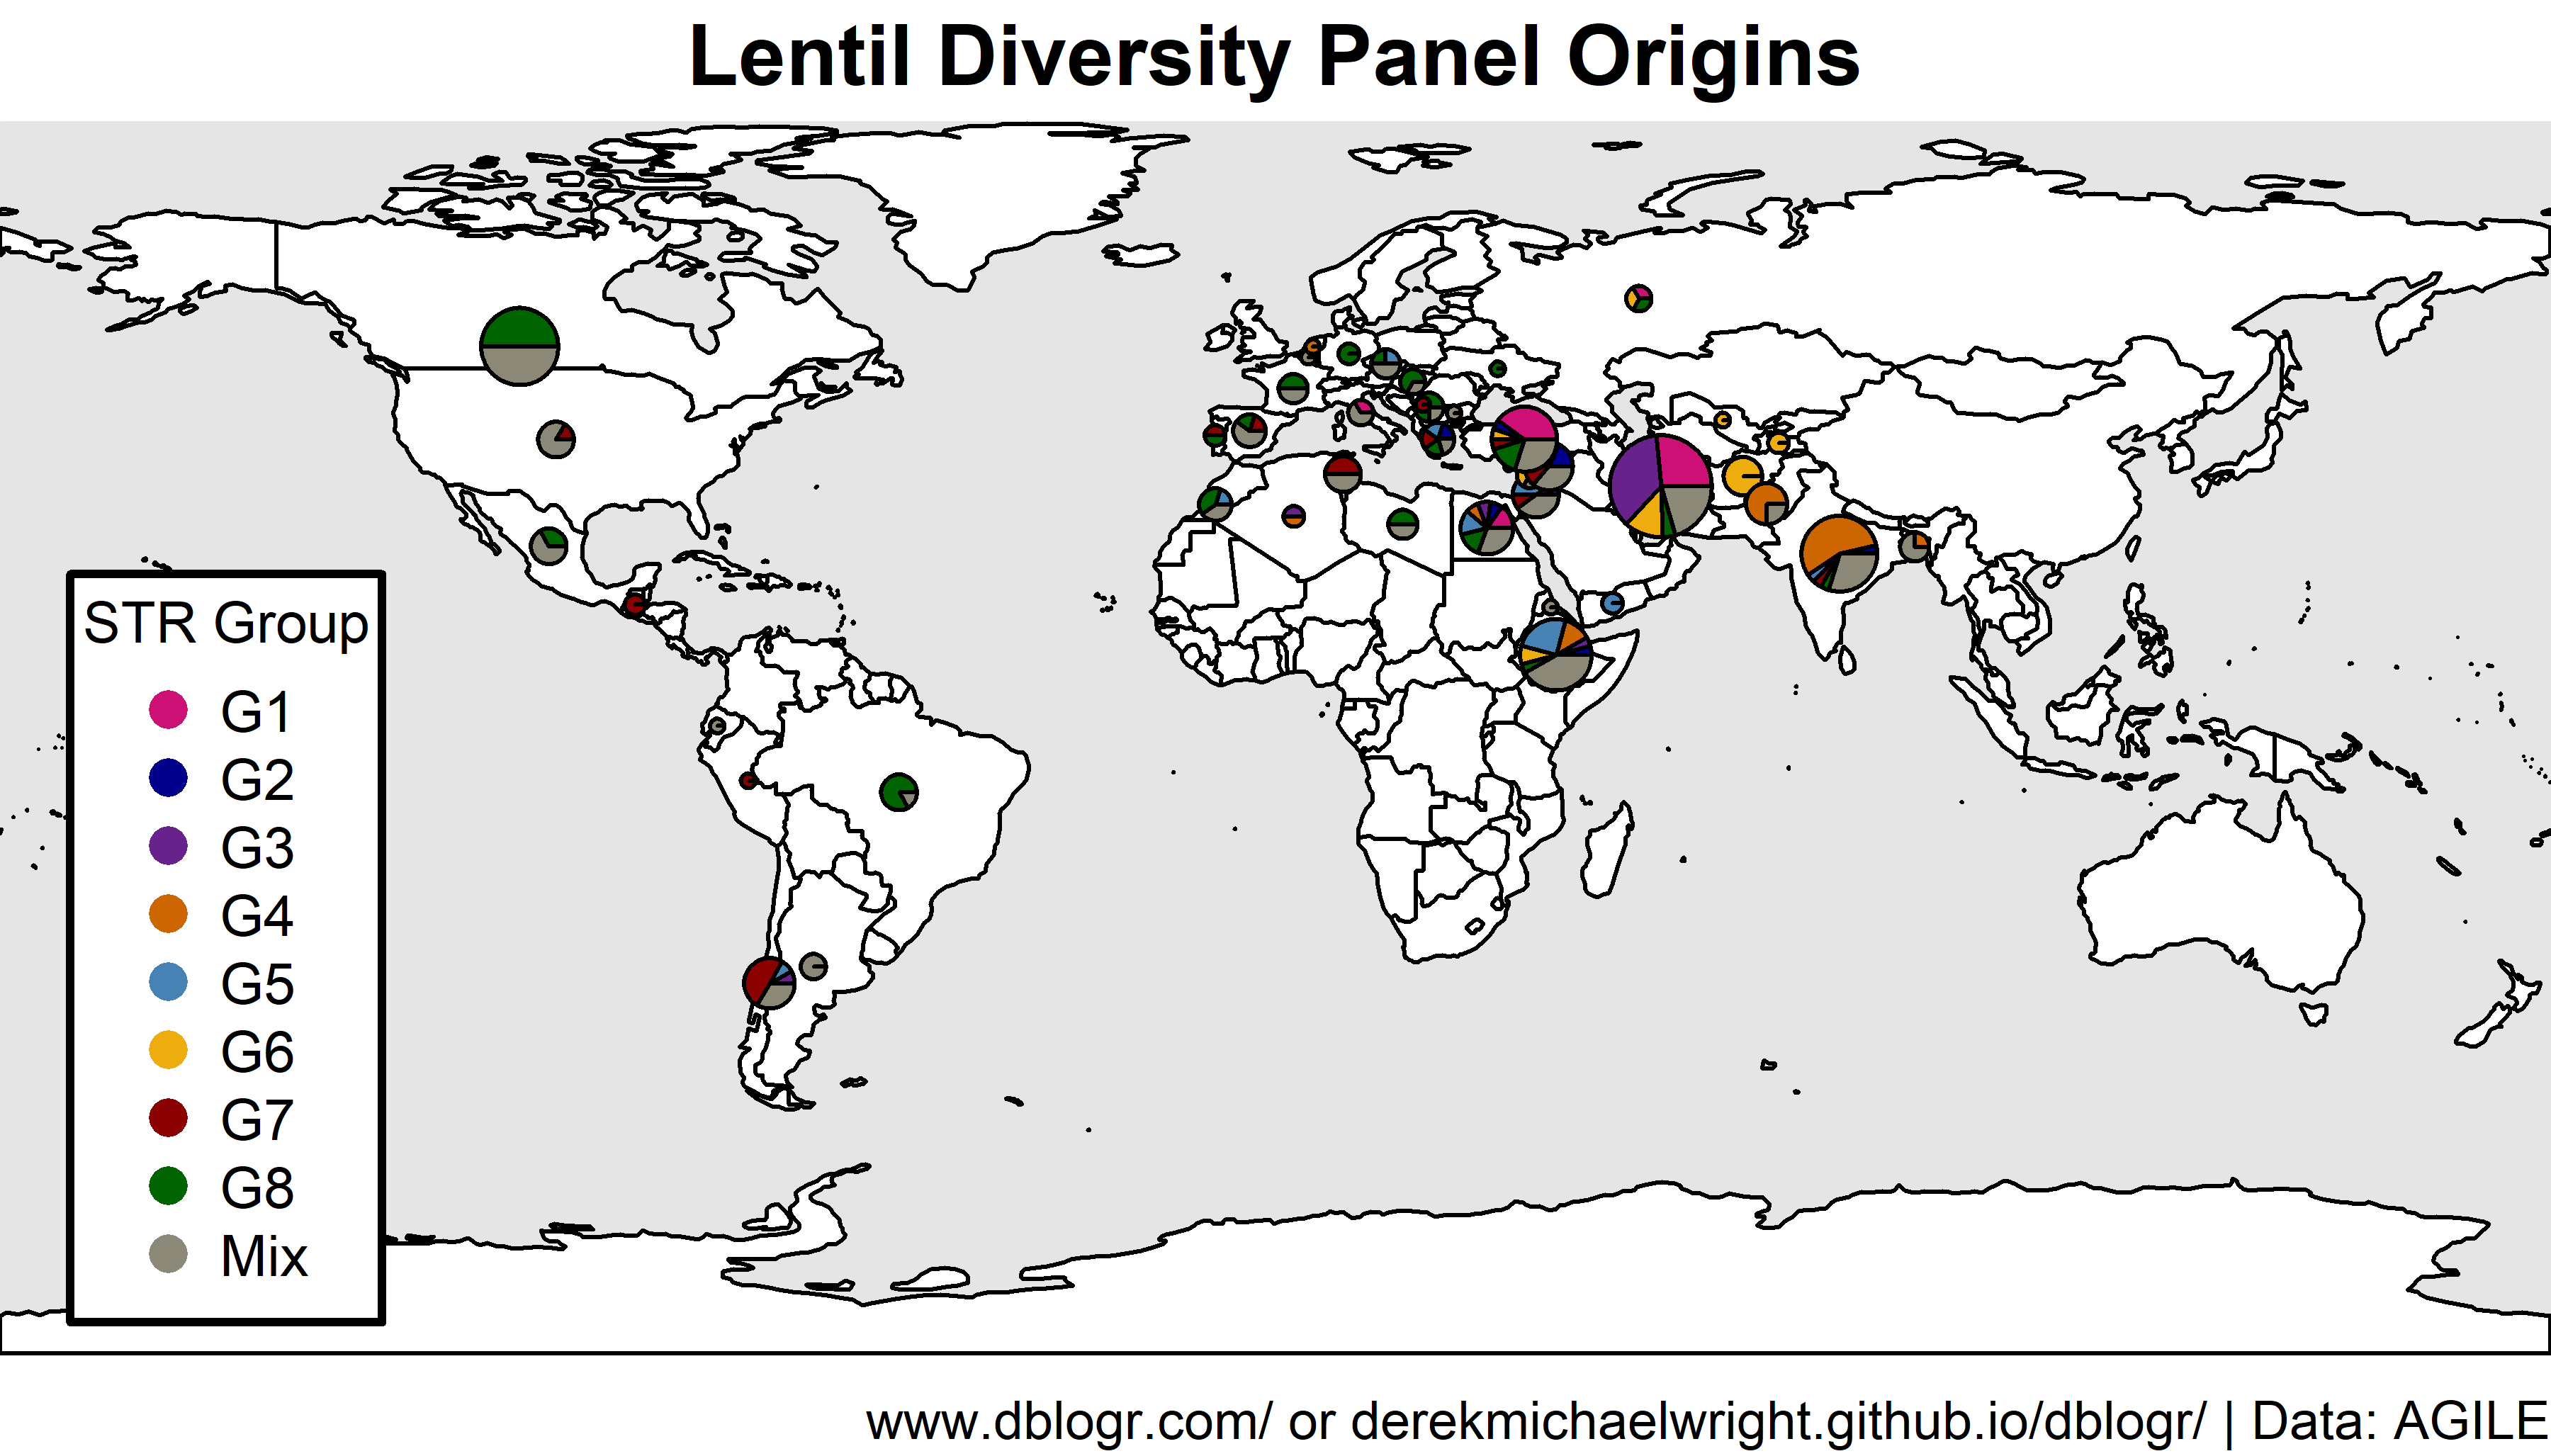 Lentil Diversity Panel Origins
STR Group
G1
G2
G3
G4
G5
G6
G7
G8
Mix
www.dblogr.com/ or derekmichaelwright.github.io/dblogr/ | Data: AGILE